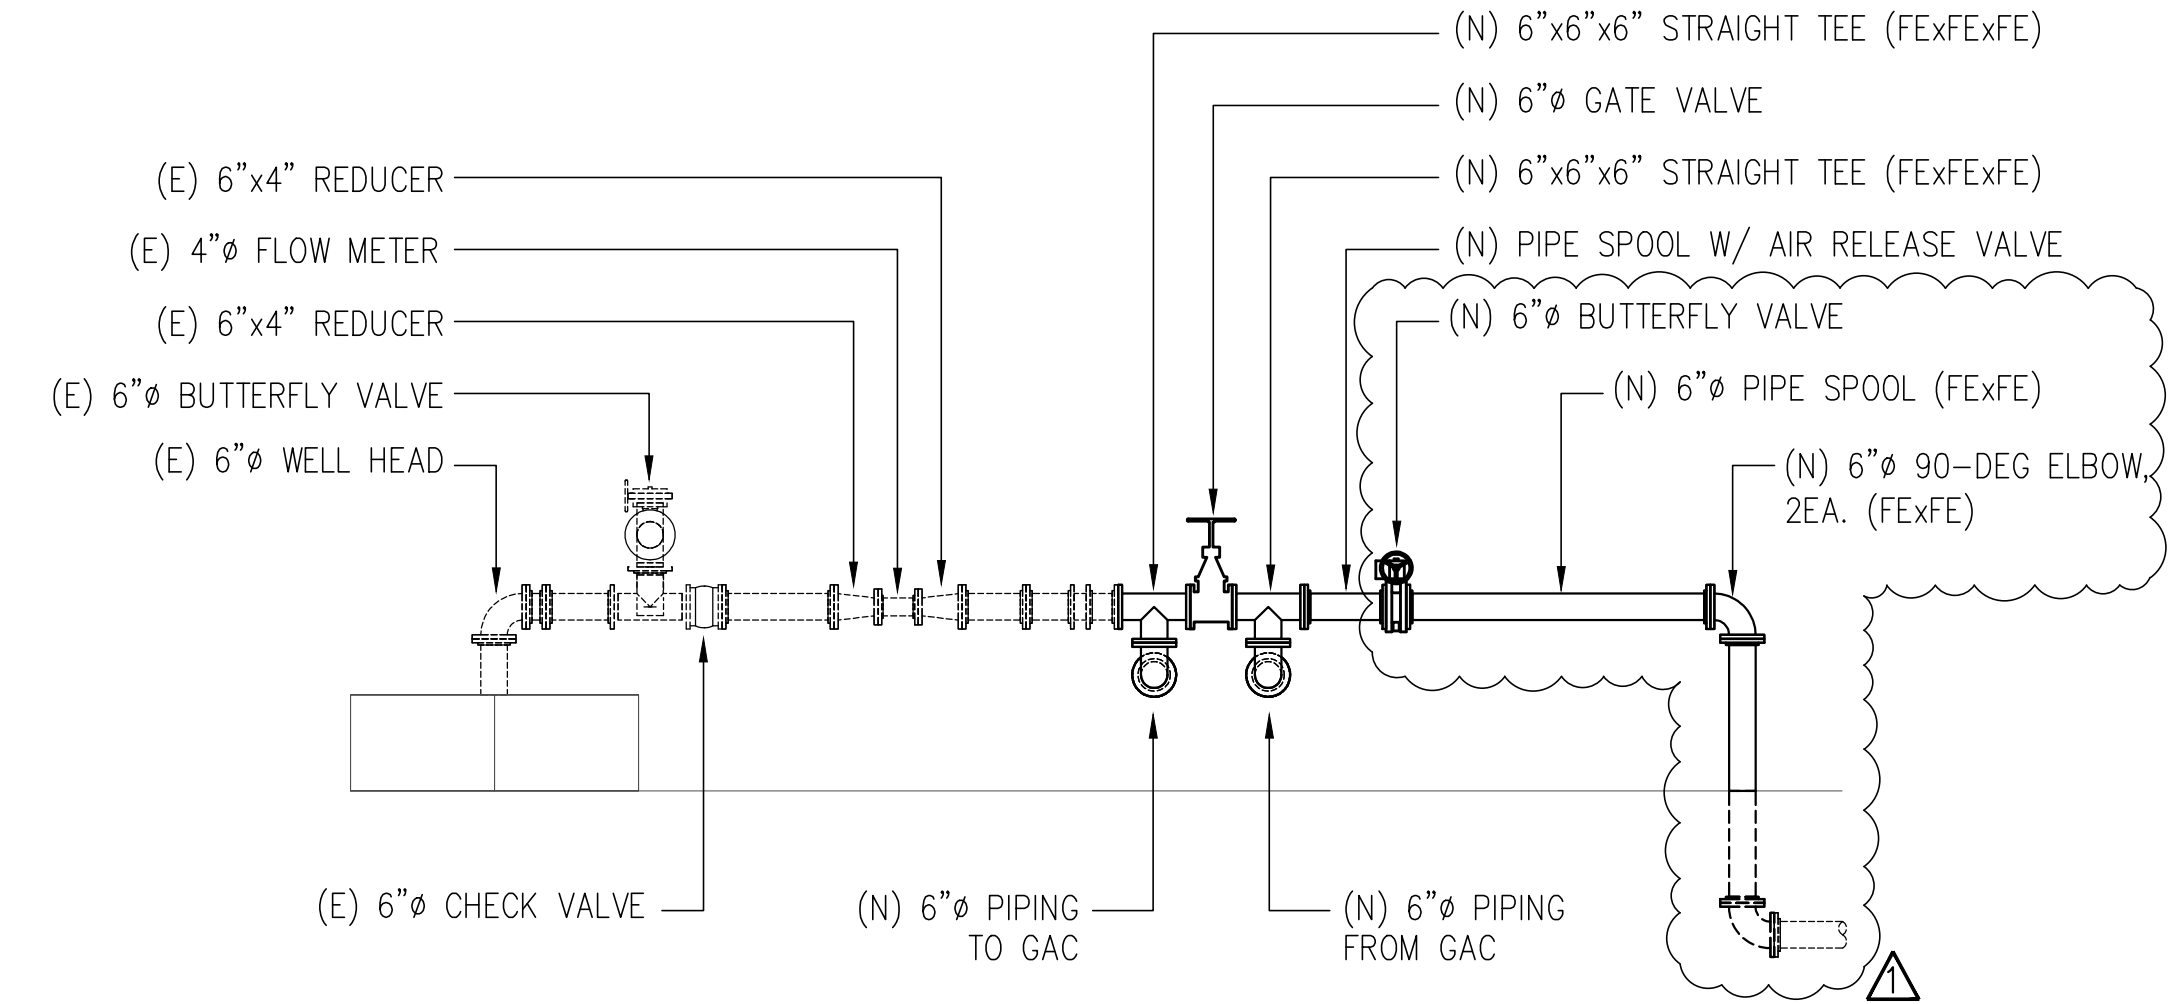 (N) 6”x6”x6” STRAIGHT TEE (FExFExFE)
(N) 6”ø GATE VALVE
(N) 6”x6”x6” STRAIGHT TEE (FExFExFE)
(N) PIPE SPOOL W/ AIR RELEASE VALVE
(N) 6”ø BUTTERFLY VALVE
(N) 6”ø PIPE SPOOL (FExFE)
(N) 6”ø 90-DEG ELBOW,
2EA. (FExFE)
(E) 6”x4” REDUCER
(E) 4”ø FLOW METER
(E) 6”x4” REDUCER
(E) 6”ø BUTTERFLY VALVE
(E) 6”ø WELL HEAD
(E) 6”ø CHECK VALVE
(N) 6”ø PIPING
TO GAC
(N) 6”ø PIPING
FROM GAC
1